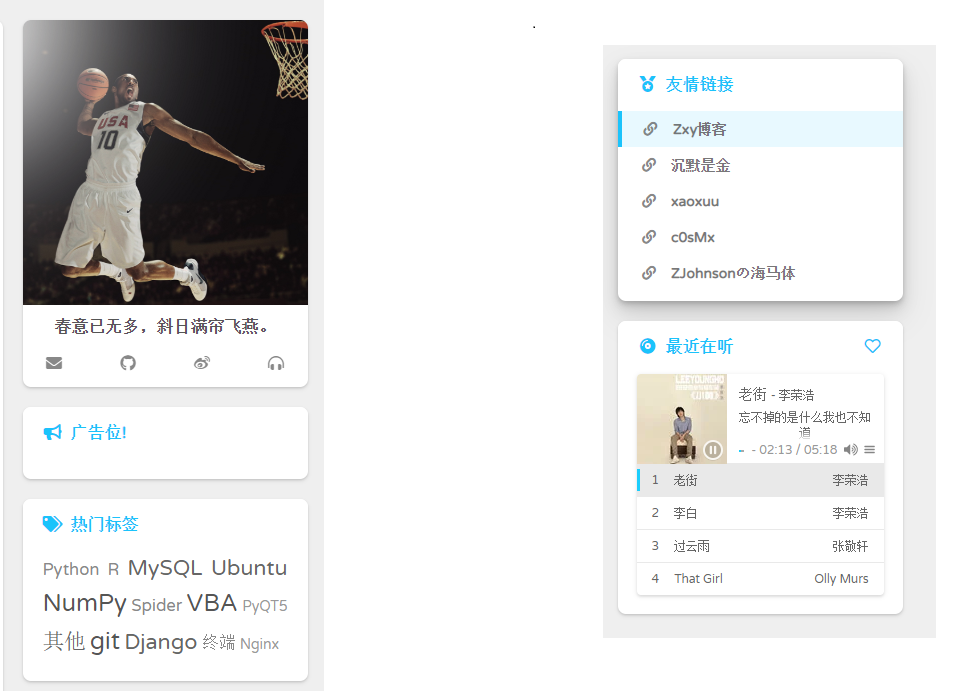 USA
10
春意已无多，斜日满帘飞燕。
广告位!
热门标签
Python R MySQL Ubuntu
NumPy Spider VBA PyQT5
其他 git Django 终端 Nginx
.
友情链接
Zxy博客
沉默是金
xaoxuu
c0sMx
ZJohnsonの海马体
最近在听
老街 - 李荣浩
忘不掉的是什么我也不知
道
- 02:13 / 05:18
1 老街 李荣浩
2 李白 李荣浩
3 过云雨 张敬轩
4 That Girl Olly Murs